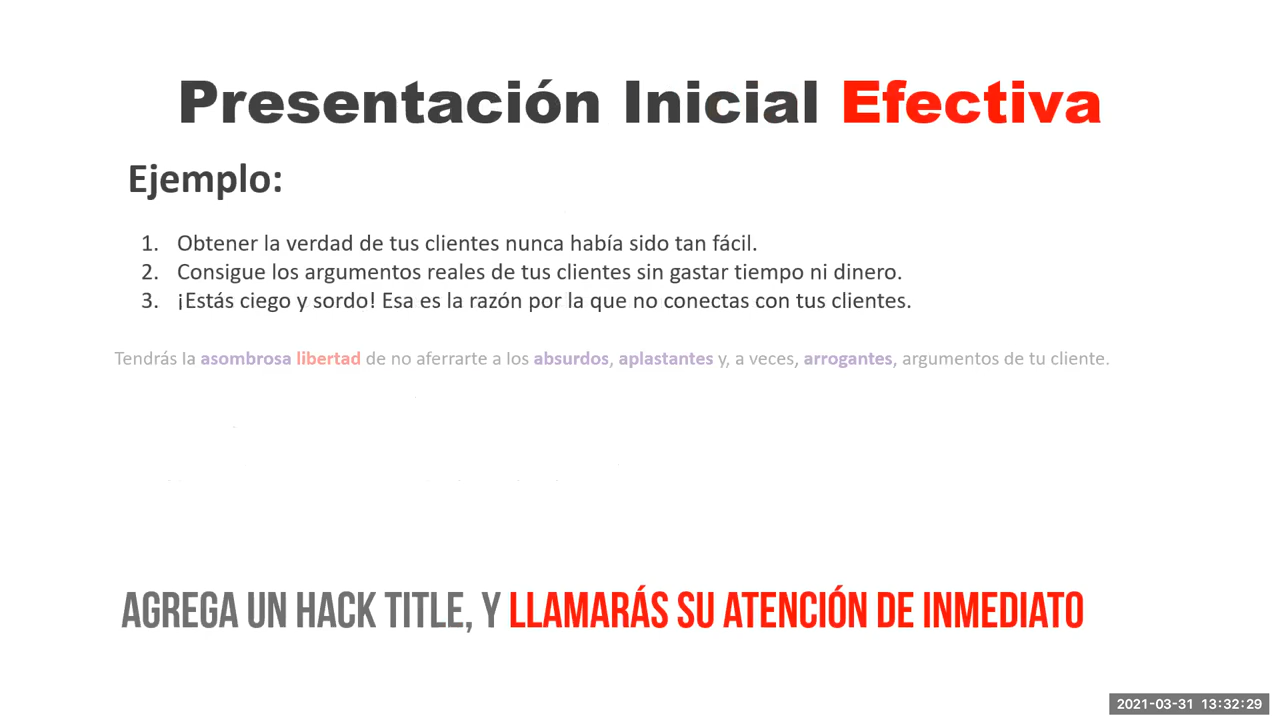 Presentación Inicial Efectiva
Ejemplo:
1. Obtener la verdad de tus clientes nunca había sido tan fácil.
2. Consigue los argumentos reales de tus clientes sin gastar tiempo ni dinero.
3. ¡Estás ciego y sordo! Esa es la razón por la que no conectas con tus clientes.
Tendrás la asombrosa libertad de no aferrarte a los absurdos, aplastantes y, a veces, arrogantes, argumentos de tu cliente.
AGREGA UN HACK TITLE, Y LLAMARÁS SU ATENCIÓN DE INMEDIATO
2021-03-31 13:32:29